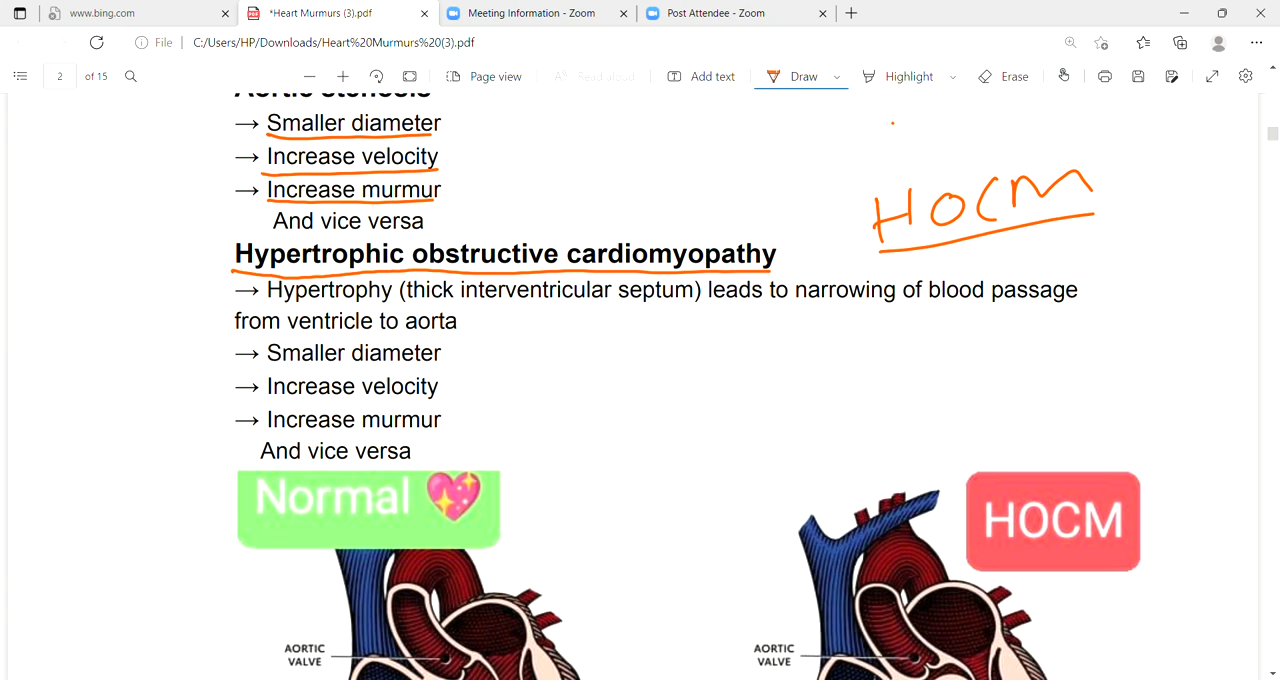 www.bing.com
*Heart Murmurs (3).pdf
Meeting Information - Zoom
Post Attendee - Zoom
File
C:/Users/HP/Downloads/Heart%20Murmurs%20(3).pdf
2 of 15
Page view
Read aloud
Add text
Draw
Highlight
Erase
Aortic stenosis
→ Smaller diameter
→ Increase velocity
→ Increase murmur
And vice versa
HOCM
Hypertrophic obstructive cardiomyopathy
→ Hypertrophy (thick interventricular septum) leads to narrowing of blood passage
from ventricle to aorta
→ Smaller diameter
→ Increase velocity
→ Increase murmur
And vice versa
Normal 💖
HOCM
AORTIC
VALVE
AORTIC
VALVE